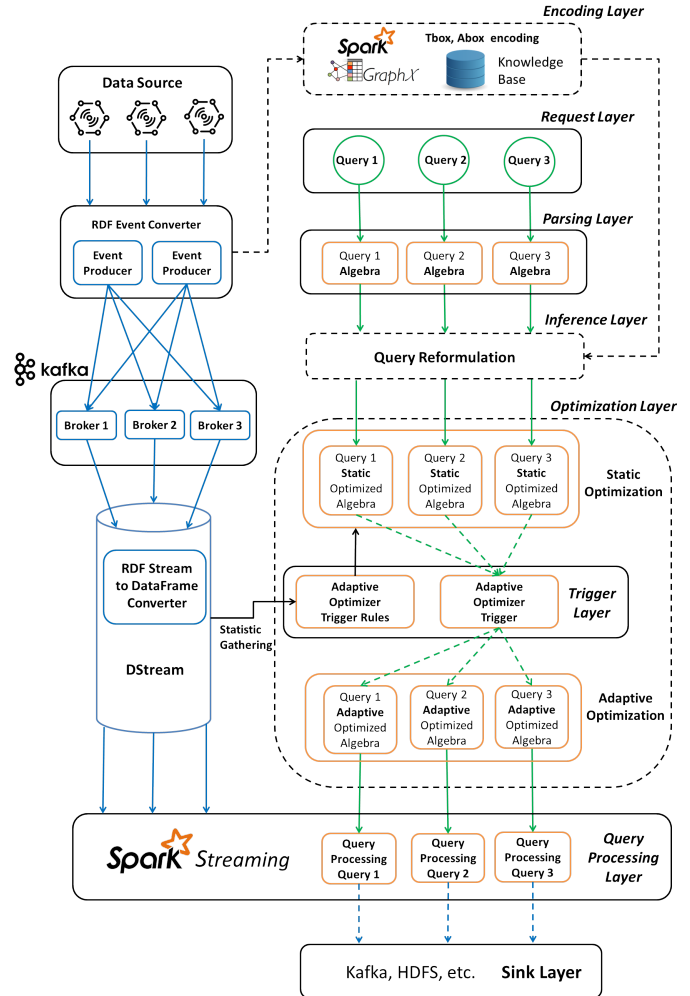 Encoding Layer
Spark
GraphX
Tbox, Abox encoding
Knowledge
Base
Data Source
Request Layer
Query 1
Query 2
Query 3
RDF Event Converter
Event
Producer
Event
Producer
Parsing Layer
Query 1
Algebra
Query 2
Algebra
Query 3
Algebra
Inference Layer
Query Reformulation
kafka
Broker 1
Broker 2
Broker 3
Optimization Layer
Query 1
Static
Optimized
Algebra
Query 2
Static
Optimized
Algebra
Query 3
Static
Optimized
Algebra
Static
Optimization
RDF Stream
to DataFrame
Converter
DStream
Statistic
Gathering
Adaptive
Optimizer
Trigger Rules
Adaptive
Optimizer
Trigger
Trigger
Layer
Query 1
Adaptive
Optimized
Algebra
Query 2
Adaptive
Optimized
Algebra
Query 3
Adaptive
Optimized
Algebra
Adaptive
Optimization
Spark Streaming
Query
Processing
Query 1
Query
Processing
Query 2
Query
Processing
Query 3
Query
Processing
Layer
Kafka, HDFS, etc. Sink Layer